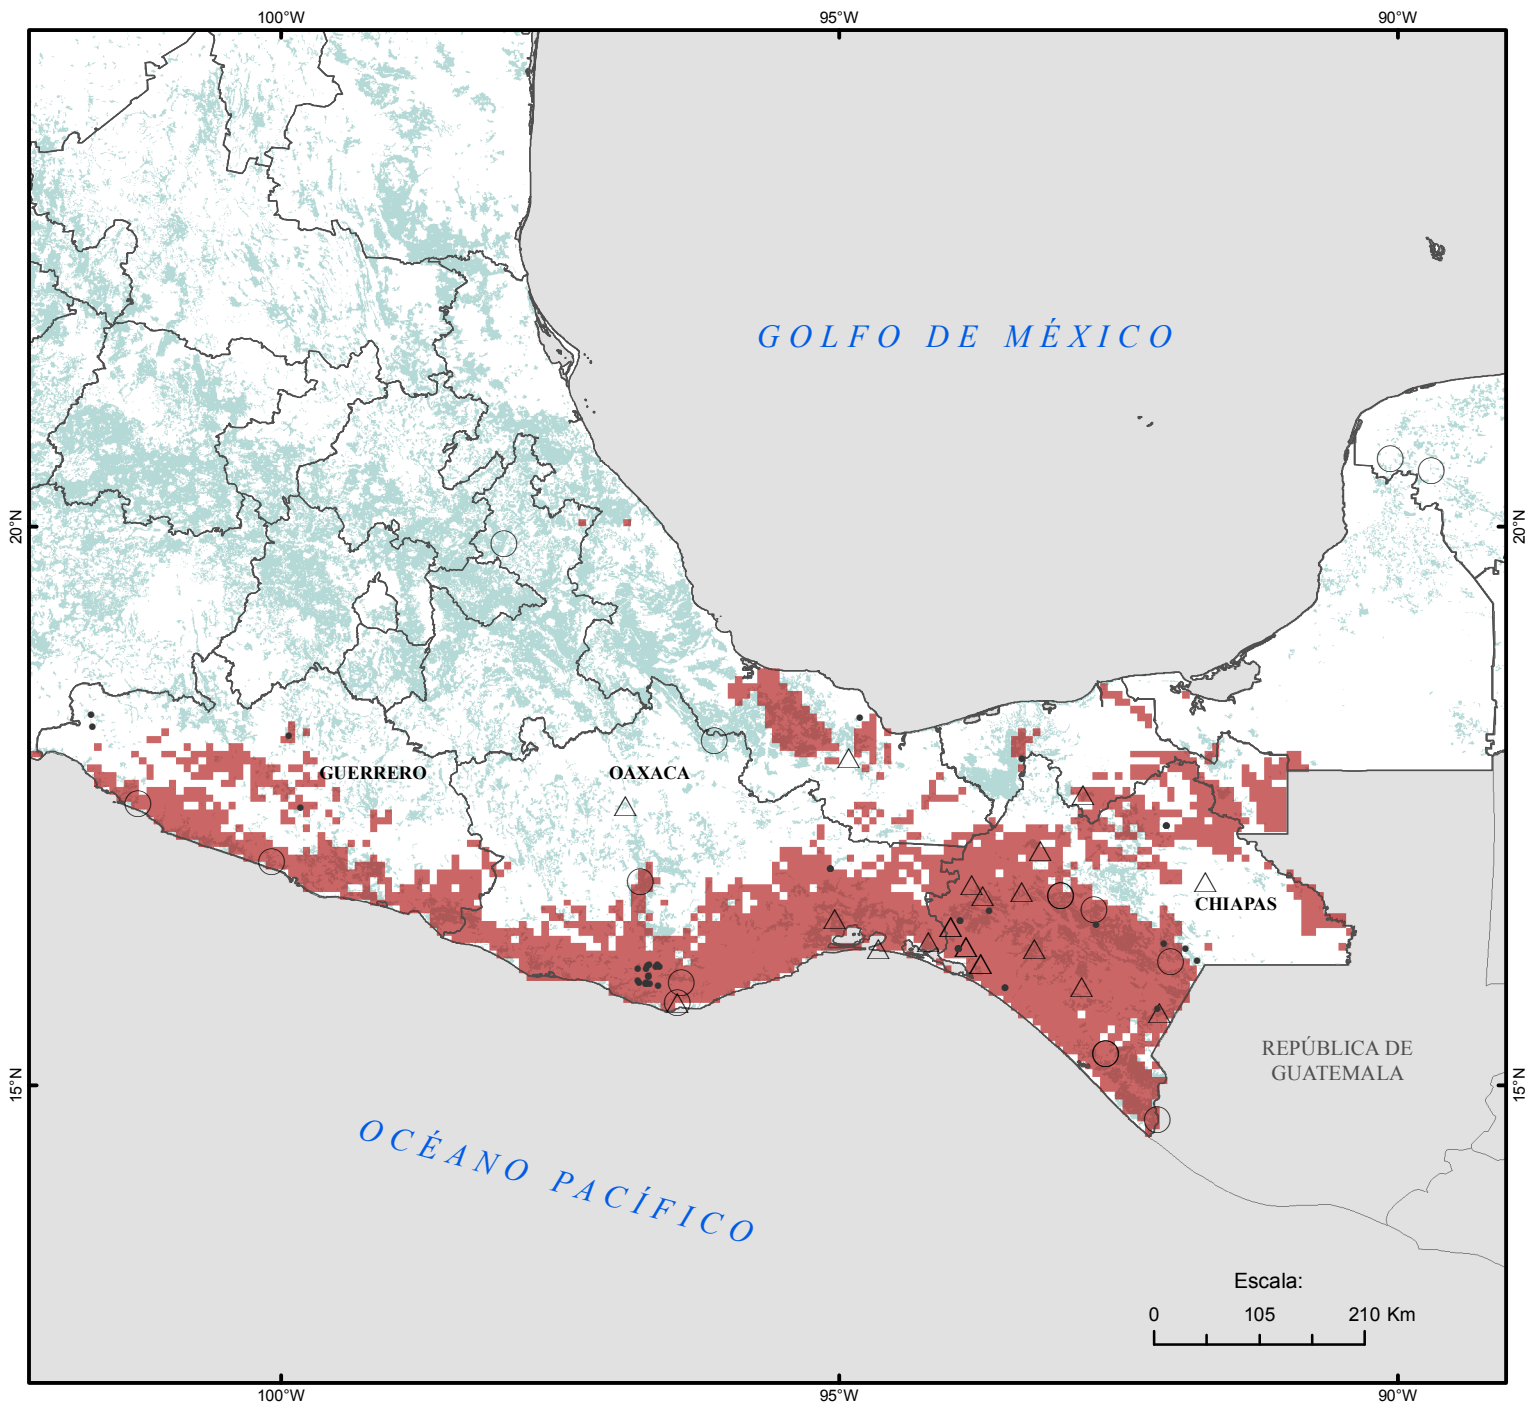 100°W
95°W
90°W
GOLFO DE MÉXICO
20°N
20°N
GUERRERO
OAXACA
CHIAPAS
REPÚBLICA DE
GUATEMALA
15°N
15°N
OCÉANO PACÍFICO
Escala:
0 105 210 Km
100°W
95°W
90°W